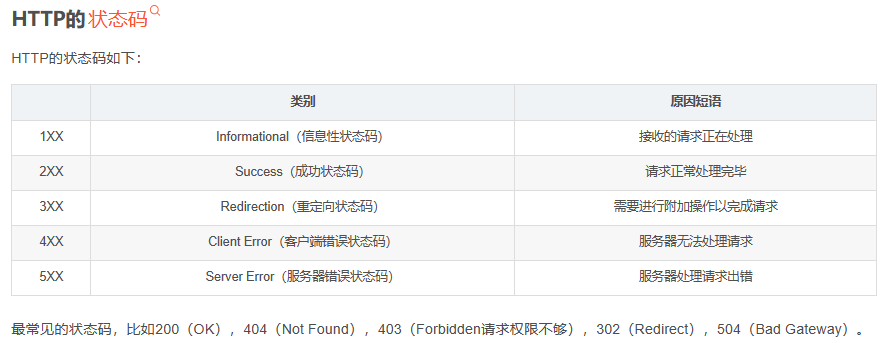 HTTP的状态码
HTTP的状态码如下：
类别 原因短语
1XX Informational（信息性状态码） 接收的请求正在处理
2XX Success（成功状态码） 请求正常处理完毕
3XX Redirection（重定向状态码） 需要进行附加操作以完成请求
4XX Client Error（客户端错误状态码） 服务器无法处理请求
5XX Server Error（服务器错误状态码） 服务器处理请求出错
最常见的状态码，比如200（OK），404（Not Found），403（Forbidden请求权限不够），302（Redirect），504（Bad Gateway）。